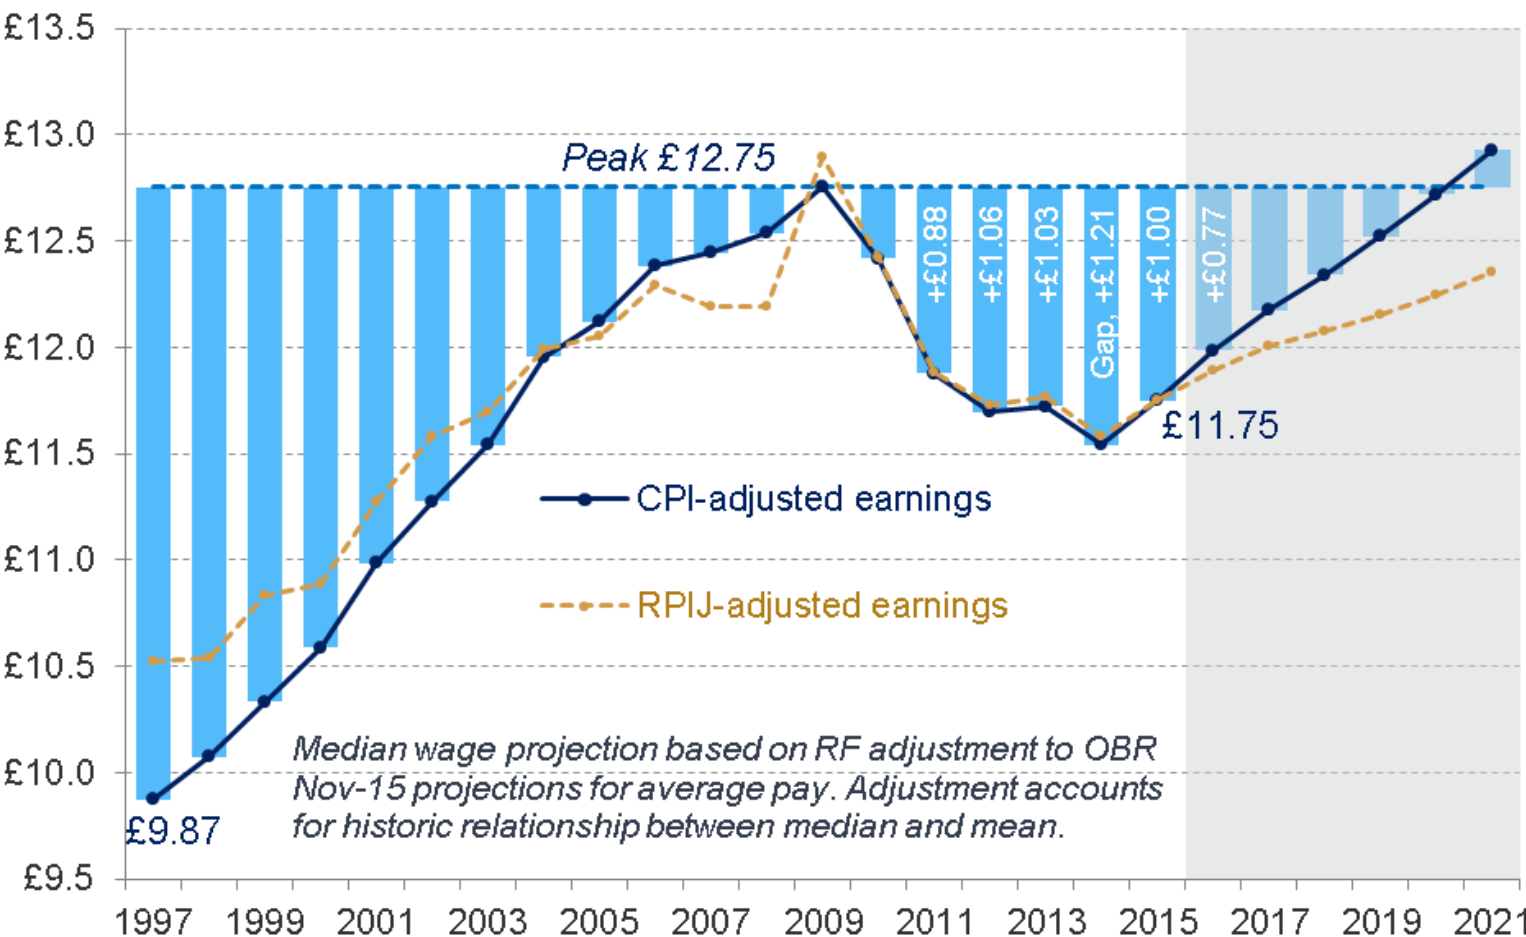 £13.5
£13.0
£12.5
£12.0
£11.5
£11.0
£10.5
£10.0
£9.5
Peak £12.75
+£0.88
+£1.06
+£1.03
Gap, +£1.21
+£1.00
+£0.77
£11.75
CPI-adjusted earnings
RPIJ-adjusted earnings
Median wage projection based on RF adjustment to OBR
Nov-15 projections for average pay. Adjustment accounts
for historic relationship between median and mean.
£9.87
1997 1999 2001 2003 2005 2007 2009 2011 2013 2015 2017 2019 2021